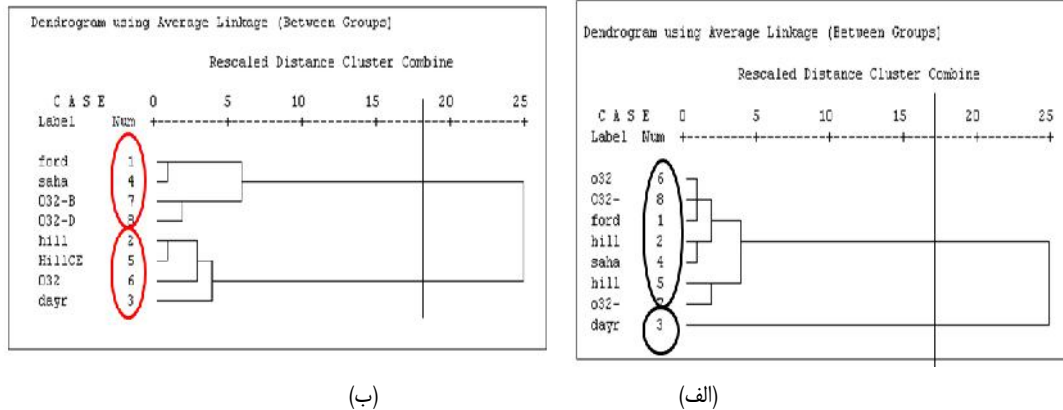 Dendrogram using Average Linkage (Between Groups)
Rescaled Distance Cluster Combine
C A S E 0 5 10 15 20 25
Label Num
ford 1
saha 4
O32-B 7
O32-D 8
hill 2
HillCE 5
O32 6
dayr 3
(ب)
Dendrogram using Average Linkage (Between Groups)
Rescaled Distance Cluster Combine
C A S E 0 5 10 15 20 25
Label Num
o32 6
O32- 8
ford 1
hill 2
saha 4
hill 5
o32- 7
dayr 3
(الف)